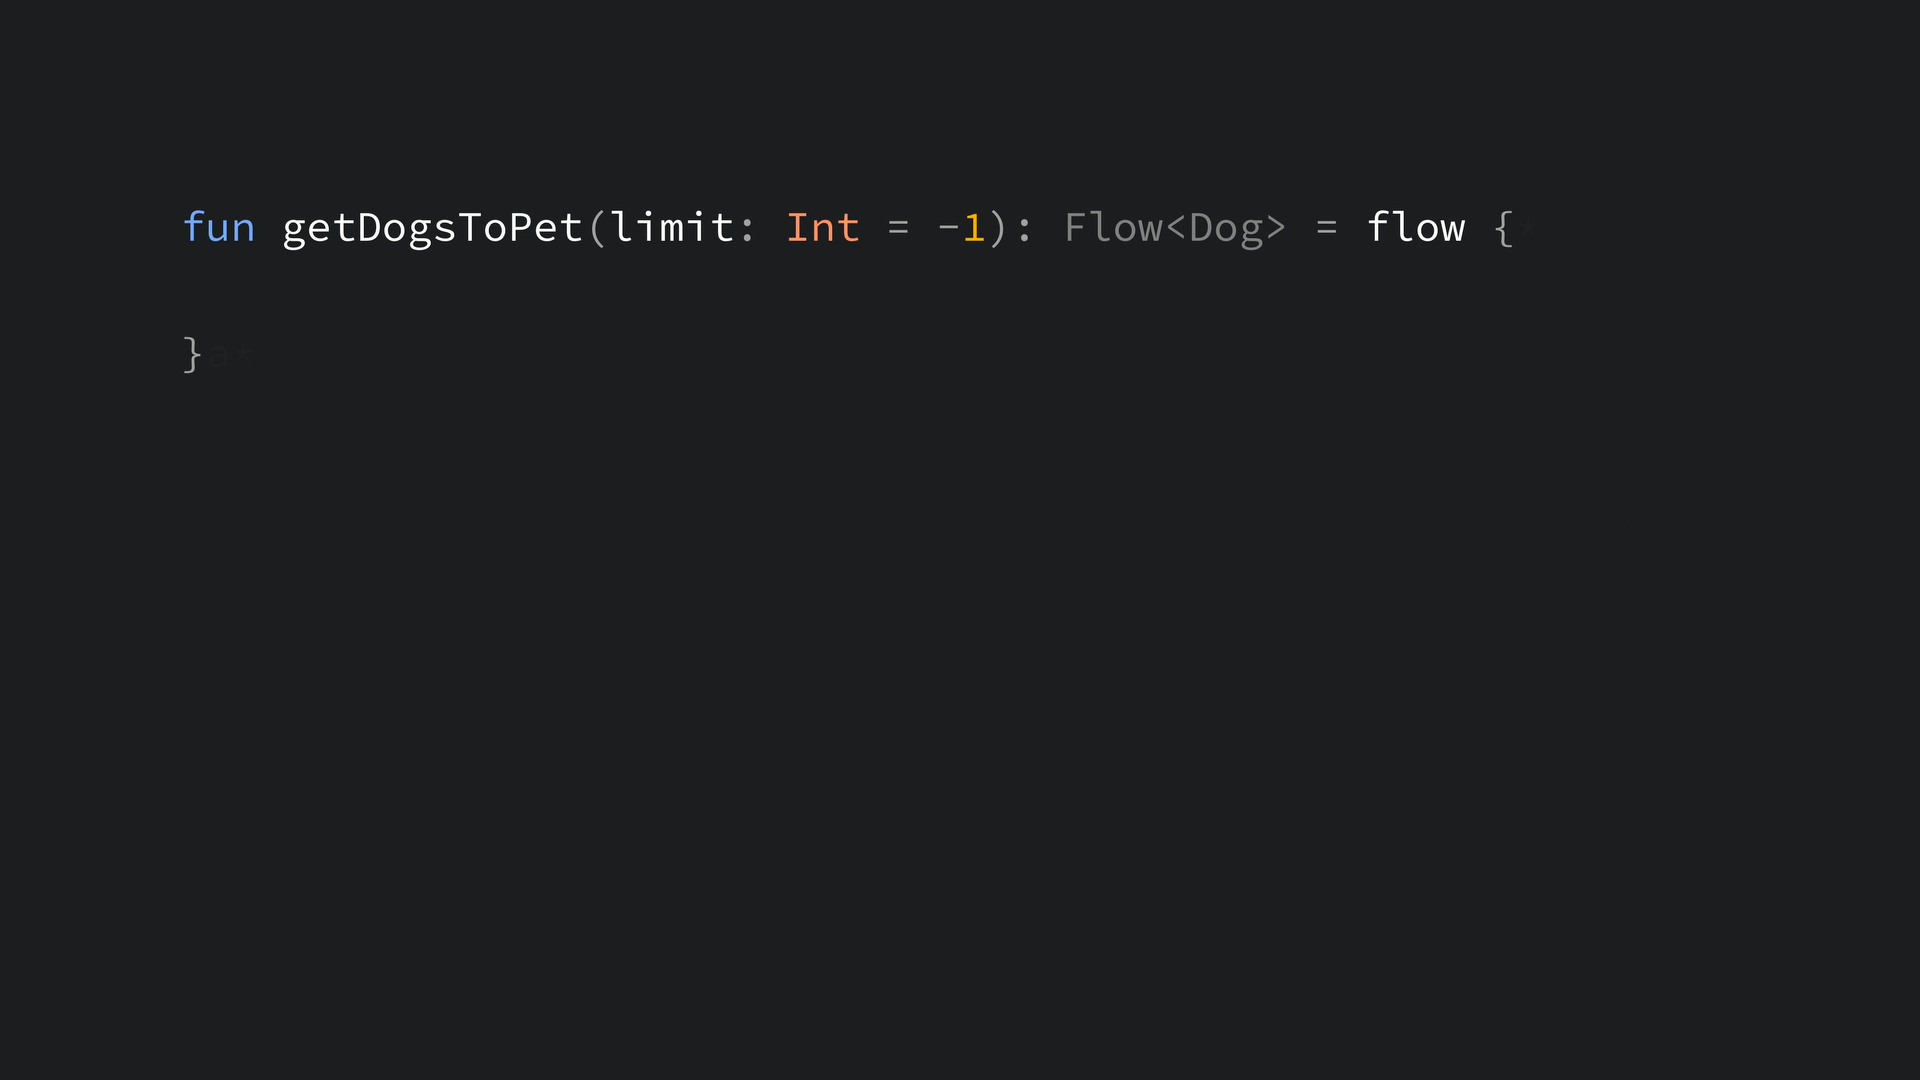 fun getDogsToPet(limit: Int = -1): Flow<Dog> = flow {*
}a*